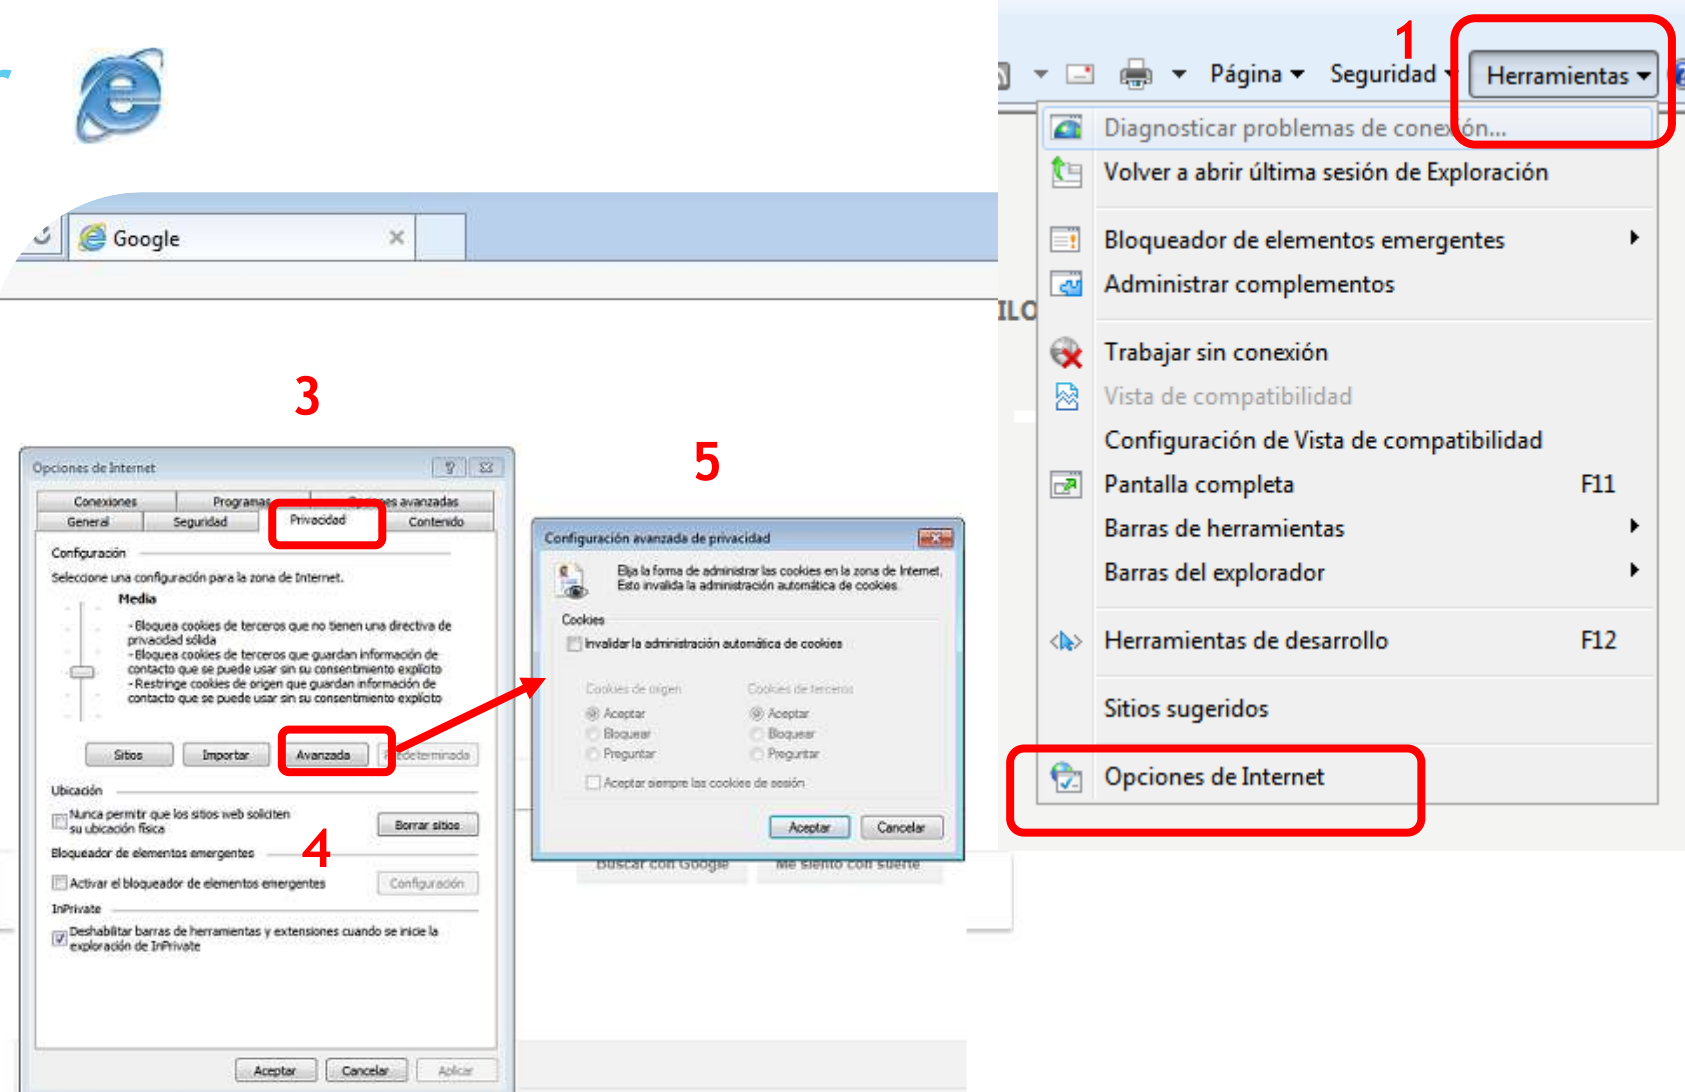 1
Página
Seguridad
Herramientas
Diagnosticar problemas de conexión...
Volver a abrir última sesión de Exploración
Bloqueador de elementos emergentes
Administrar complementos
Trabajar sin conexión
Vista de compatibilidad
Configuración de Vista de compatibilidad
Pantalla completa F11
Barras de herramientas
Barras del explorador
Herramientas de desarrollo F12
Sitios sugeridos
Opciones de Internet
ILO
Google
3
Opciones de Internet
Conexiones Programas avanzadas
General Seguridad Privacidad Contenido
Configuración
Seleccione una configuración para la zona de Internet.
Media
- Bloquea cookies de terceros que no tienen una directiva de
privacidad sólida
- Bloquea cookies de terceros que guardan información de
contacto que se puede usar sin su consentimiento explícito
- Restringe cookies de origen que guardan información de
contacto que se puede usar sin su consentimiento explícito
Sitios Importar Avanzada
Ubicación
Nunca permitir que los sitios web soliciten
su ubicación física
Borrar sitios
Bloqueador de elementos emergentes
4
Activar el bloqueador de elementos emergentes Configuración
InPrivate
Deshabilitar barras de herramientas y extensiones cuando se inicie la
exploración de InPrivate
Aceptar Cancelar Aplicar
5
Configuración avanzada de privacidad
Elija la forma de administrar las cookies en la zona de Internet.
Esto invalida la administración automática de cookies.
Cookies
Invalidar la administración automática de cookies
Cookies de origen Cookies de terceros
Aceptar Aceptar
Bloquear Bloquear
Preguntar Preguntar
Aceptar siempre las cookies de sesión
Aceptar Cancelar
Buscar con Google Me siento con suerte